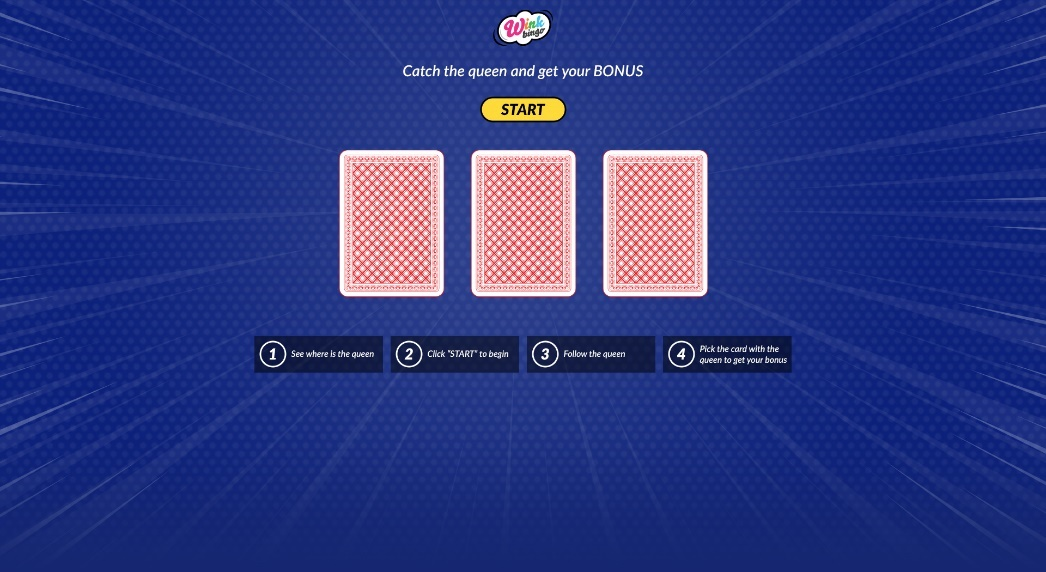 Wink
bingo
Catch the queen and get your BONUS
START
1 See where is the queen
2 Click "START" to begin
3 Follow the queen
4 Pick the card with the
queen to get your bonus